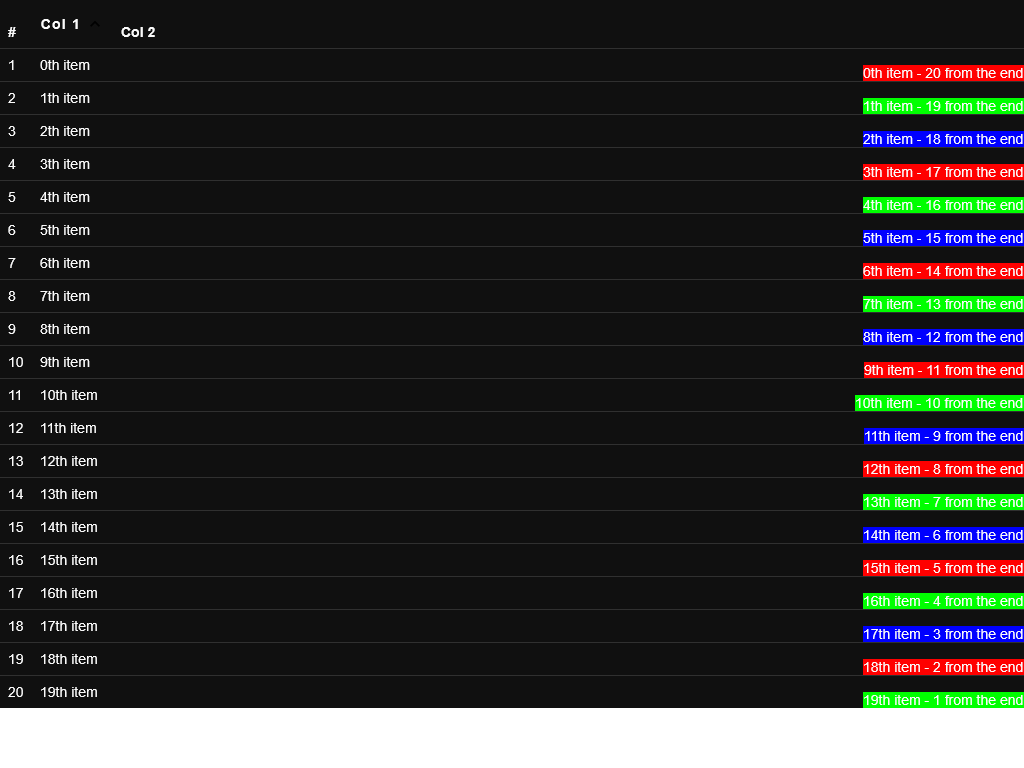 # Col 1 Col 2
1 0th item 0th item - 20 from the end
2 1th item 1th item - 19 from the end
3 2th item 2th item - 18 from the end
4 3th item 3th item - 17 from the end
5 4th item 4th item - 16 from the end
6 5th item 5th item - 15 from the end
7 6th item 6th item - 14 from the end
8 7th item 7th item - 13 from the end
9 8th item 8th item - 12 from the end
10 9th item 9th item - 11 from the end
11 10th item 10th item - 10 from the end
12 11th item 11th item - 9 from the end
13 12th item 12th item - 8 from the end
14 13th item 13th item - 7 from the end
15 14th item 14th item - 6 from the end
16 15th item 15th item - 5 from the end
17 16th item 16th item - 4 from the end
18 17th item 17th item - 3 from the end
19 18th item 18th item - 2 from the end
20 19th item 19th item - 1 from the end